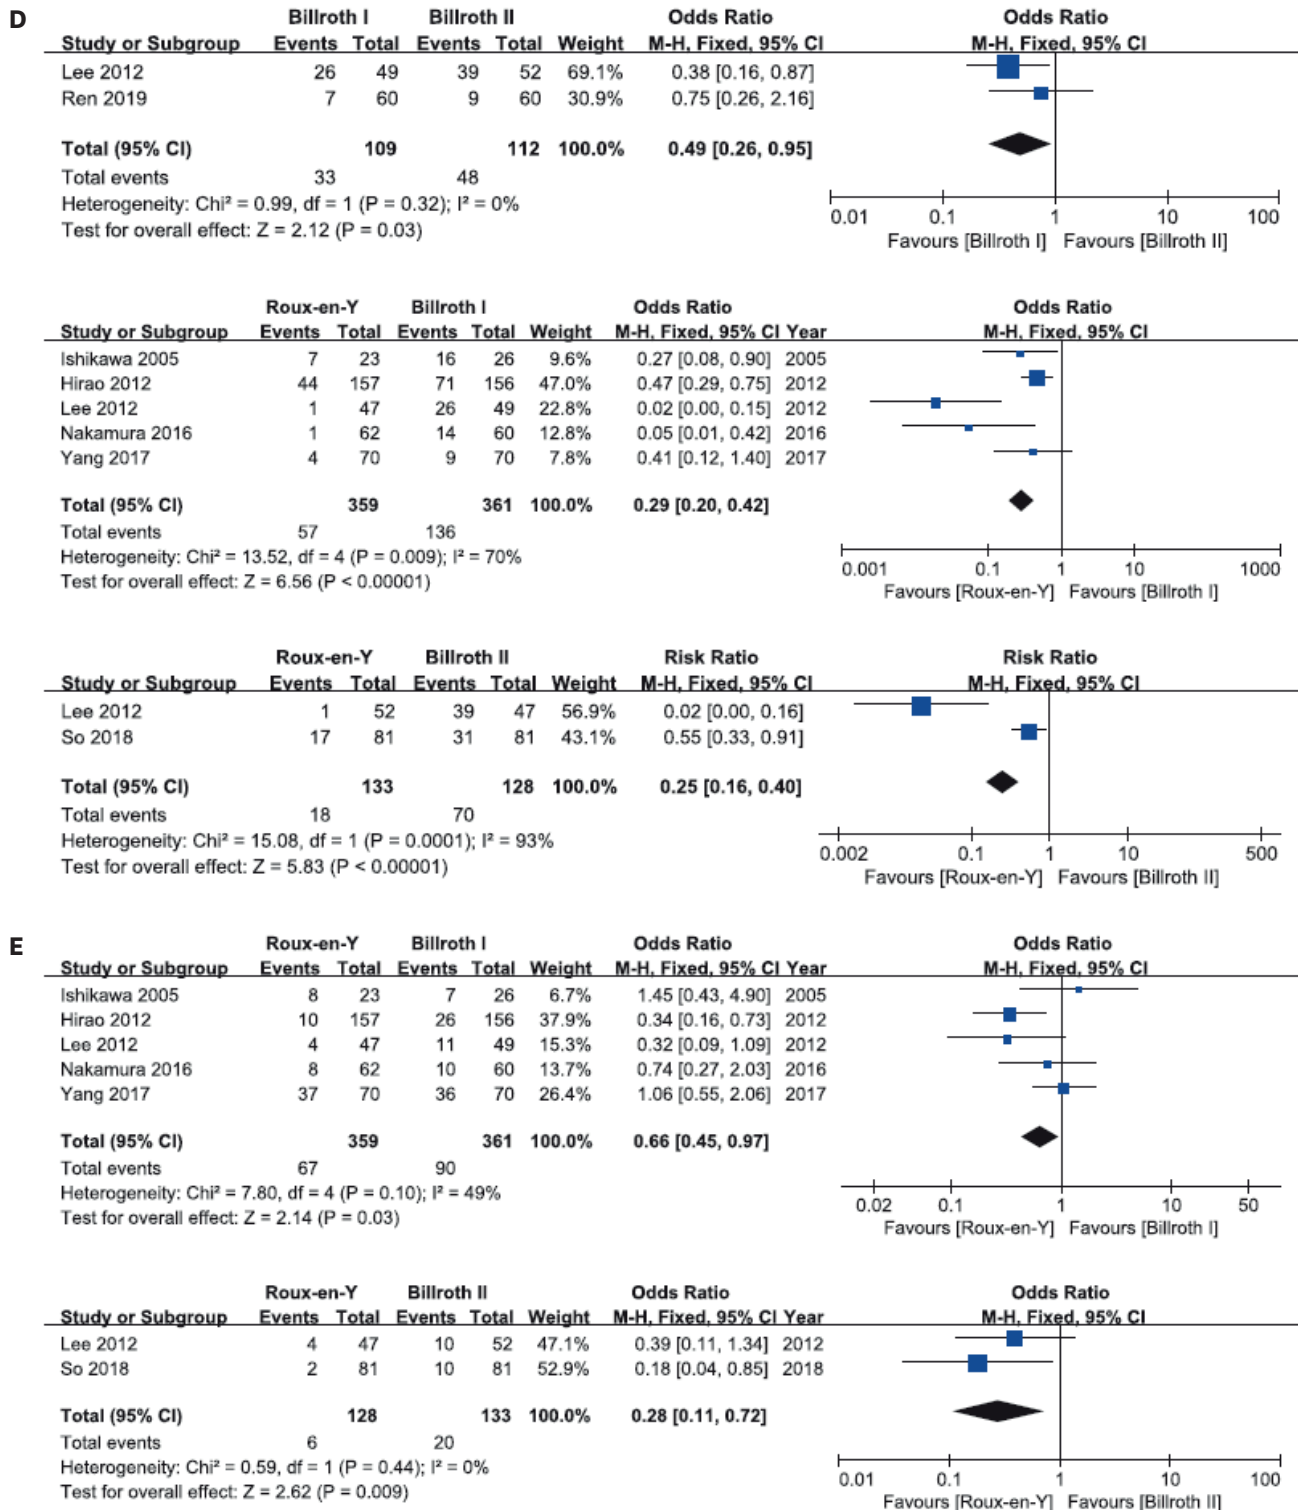 D
Billroth I Billroth II Odds Ratio Odds Ratio
Study or Subgroup Events Total Events Total Weight M-H, Fixed, 95% CI M-H, Fixed, 95% CI
Lee 2012 26 49 39 52 69.1% 0.38 [0.16, 0.87]
Ren 2019 7 60 9 60 30.9% 0.75 [0.26, 2.16]
Total (95% CI) 109 112 100.0% 0.49 [0.26, 0.95]
Total events 33 48
Heterogeneity: Chi² = 0.99, df = 1 (P = 0.32); I² = 0%
Test for overall effect: Z = 2.12 (P = 0.03)
0.01 0.1 1 10 100
Favours [Billroth I] Favours [Billroth II]
Roux-en-Y Billroth I Odds Ratio Odds Ratio
Study or Subgroup Events Total Events Total Weight M-H, Fixed, 95% CI Year M-H, Fixed, 95% CI
Ishikawa 2005 7 23 16 26 9.6% 0.27 [0.08, 0.90] 2005
Hirao 2012 44 157 71 156 47.0% 0.47 [0.29, 0.75] 2012
Lee 2012 1 47 26 49 22.8% 0.02 [0.00, 0.15] 2012
Nakamura 2016 1 62 14 60 12.8% 0.05 [0.01, 0.42] 2016
Yang 2017 4 70 9 70 7.8% 0.41 [0.12, 1.40] 2017
Total (95% CI) 359 361 100.0% 0.29 [0.20, 0.42]
Total events 57 136
Heterogeneity: Chi² = 13.52, df = 4 (P = 0.009); I² = 70%
Test for overall effect: Z = 6.56 (P < 0.00001)
0.001 0.1 1 10 1000
Favours [Roux-en-Y] Favours [Billroth I]
Roux-en-Y Billroth II Risk Ratio Risk Ratio
Study or Subgroup Events Total Events Total Weight M-H, Fixed, 95% CI M-H, Fixed, 95% CI
Lee 2012 1 52 39 47 56.9% 0.02 [0.00, 0.16]
So 2018 17 81 31 81 43.1% 0.55 [0.33, 0.91]
Total (95% CI) 133 128 100.0% 0.25 [0.16, 0.40]
Total events 18 70
Heterogeneity: Chi² = 15.08, df = 1 (P = 0.0001); I² = 93%
Test for overall effect: Z = 5.83 (P < 0.00001)
0.002 0.1 1 10 500
Favours [Roux-en-Y] Favours [Billroth II]
E
Roux-en-Y Billroth I Odds Ratio Odds Ratio
Study or Subgroup Events Total Events Total Weight M-H, Fixed, 95% CI Year M-H, Fixed, 95% CI
Ishikawa 2005 8 23 7 26 6.7% 1.45 [0.43, 4.90] 2005
Hirao 2012 10 157 26 156 37.9% 0.34 [0.16, 0.73] 2012
Lee 2012 4 47 11 49 15.3% 0.32 [0.09, 1.09] 2012
Nakamura 2016 8 62 10 60 13.7% 0.74 [0.27, 2.03] 2016
Yang 2017 37 70 36 70 26.4% 1.06 [0.55, 2.06] 2017
Total (95% CI) 359 361 100.0% 0.66 [0.45, 0.97]
Total events 67 90
Heterogeneity: Chi² = 7.80, df = 4 (P = 0.10); I² = 49%
Test for overall effect: Z = 2.14 (P = 0.03)
0.02 0.1 1 10 50
Favours [Roux-en-Y] Favours [Billroth I]
Roux-en-Y Billroth II Odds Ratio Odds Ratio
Study or Subgroup Events Total Events Total Weight M-H, Fixed, 95% CI Year M-H, Fixed, 95% CI
Lee 2012 4 47 10 52 47.1% 0.39 [0.11, 1.34] 2012
So 2018 2 81 10 81 52.9% 0.18 [0.04, 0.85] 2018
Total (95% CI) 128 133 100.0% 0.28 [0.11, 0.72]
Total events 6 20
Heterogeneity: Chi² = 0.59, df = 1 (P = 0.44); I² = 0%
Test for overall effect: Z = 2.62 (P = 0.009)
0.01 0.1 1 10 100
Favours [Roux-en-Y] Favours [Billroth II]